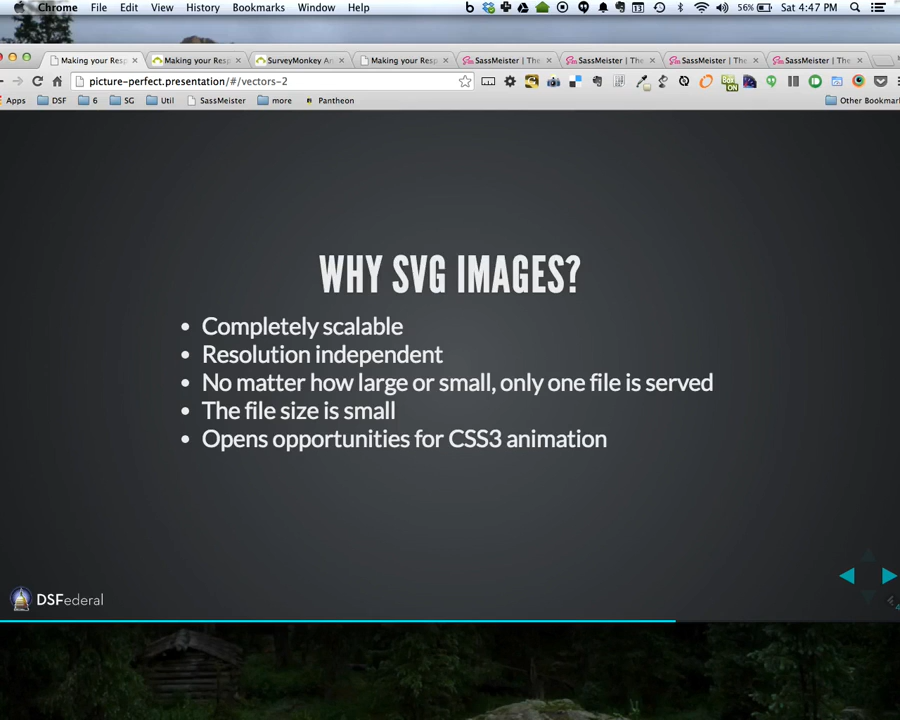 Chrome File Edit View History Bookmarks Window Help 56% Sat 4:47 PM
Making your Resp Making your Resp SurveyMonkey An Making your Resp SassMeister | The SassMeister | The SassMeister | The SassMeister | The
picture-perfect.presentation/#/vectors-2
Apps DSF 6 SG Util SassMeister more Pantheon Other Bookmar
WHY SVG IMAGES?
• Completely scalable
• Resolution independent
• No matter how large or small, only one file is served
• The file size is small
• Opens opportunities for CSS3 animation
DSFederal